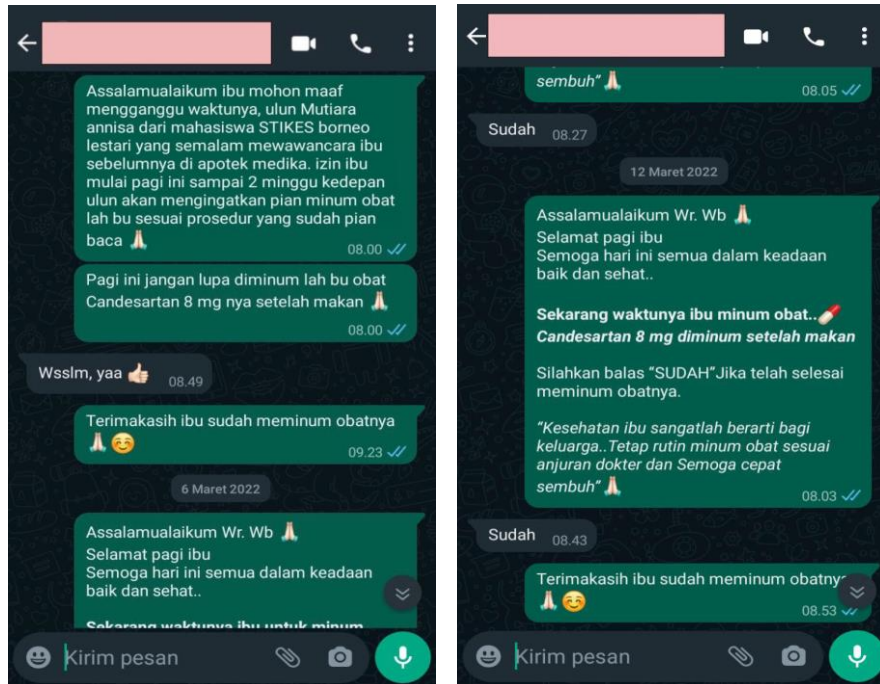 Assalamualaikum ibu mohon maaf
mengganggu waktunya, ulun Mutiara
annisa dari mahasiswa STIKES borneo
lestari yang semalam mewawancara ibu
sebelumnya di apotek medika. izin ibu
mulai pagi ini sampai 2 minggu kedepan
ulun akan mengingatkan pian minum obat
lah bu sesuai prosedur yang sudah pian
baca 🙏🏻
08.00
Pagi ini jangan lupa diminum lah bu obat
Candesartan 8 mg nya setelah makan 🙏🏻
08.00
Wsslm, yaa 👍🏻 08.49
Terimakasih ibu sudah meminum obatnya
🙏🏻☺️
09.23
6 Maret 2022
Assalamualaikum Wr. Wb 🙏🏻
Selamat pagi ibu
Semoga hari ini semua dalam keadaan
baik dan sehat..
Sekarang waktunya ibu untuk minum
Kirim pesan
sembuh" 🙏🏻
08.05
Sudah 08.27
12 Maret 2022
Assalamualaikum Wr. Wb 🙏🏻
Selamat pagi ibu
Semoga hari ini semua dalam keadaan
baik dan sehat..
Sekarang waktunya ibu minum obat..💊
Candesartan 8 mg diminum setelah makan
Silahkan balas "SUDAH"Jika telah selesai
meminum obatnya.
"Kesehatan ibu sangatlah berarti bagi
keluarga..Tetap rutin minum obat sesuai
anjuran dokter dan Semoga cepat
sembuh" 🙏🏻
08.03
Sudah 08.43
Terimakasih ibu sudah meminum obatny
🙏🏻☺️
08.53
Kirim pesan